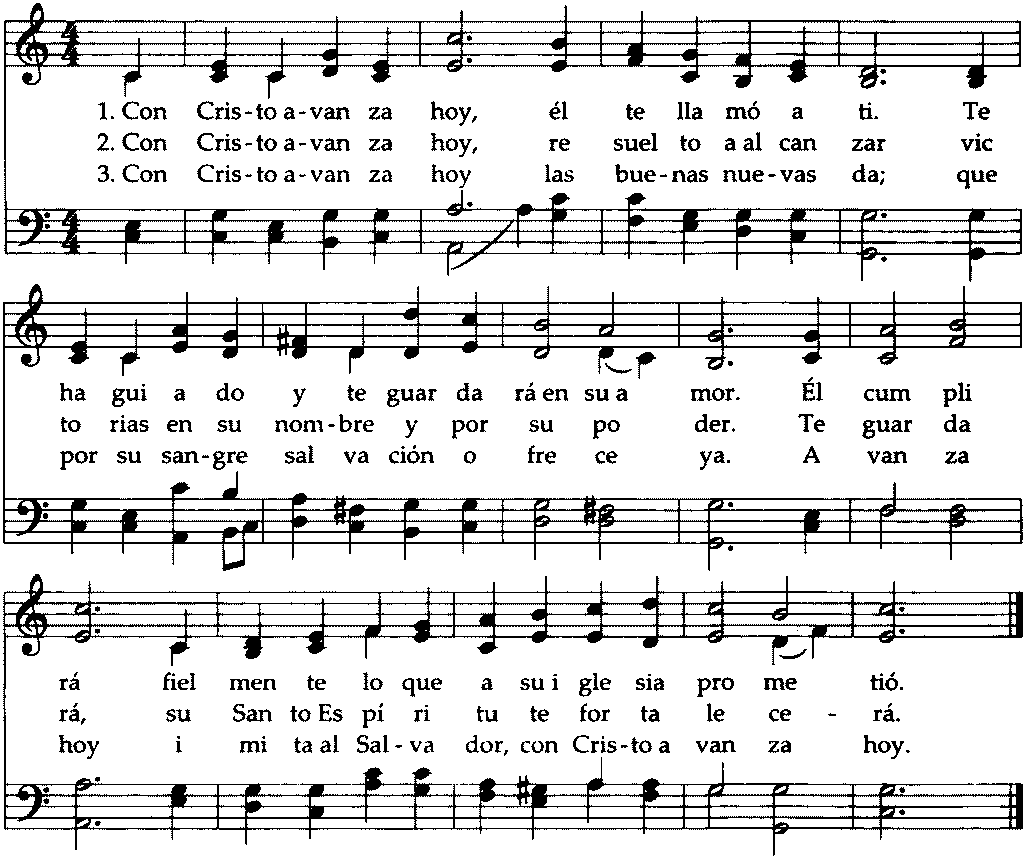 1. Con Cris-to a-van za hoy, él te lla mó a ti. Te
2. Con Cris-to a-van za hoy, re suel to a al can zar vic
3. Con Cris-to a-van za hoy las bue-nas nue-vas da; que
ha gui a do y te guar da rá en su a mor. Él cum pli
to rias en su nom-bre y por su po der. Te guar da
por su san-gre sal va ción o fre ce ya. A van za
rá fiel men te lo que a su i gle sia pro me tió.
rá, su San to Es pí ri tu te for ta le ce - rá.
hoy i mi ta al Sal-va dor, con Cris-to a van za hoy.